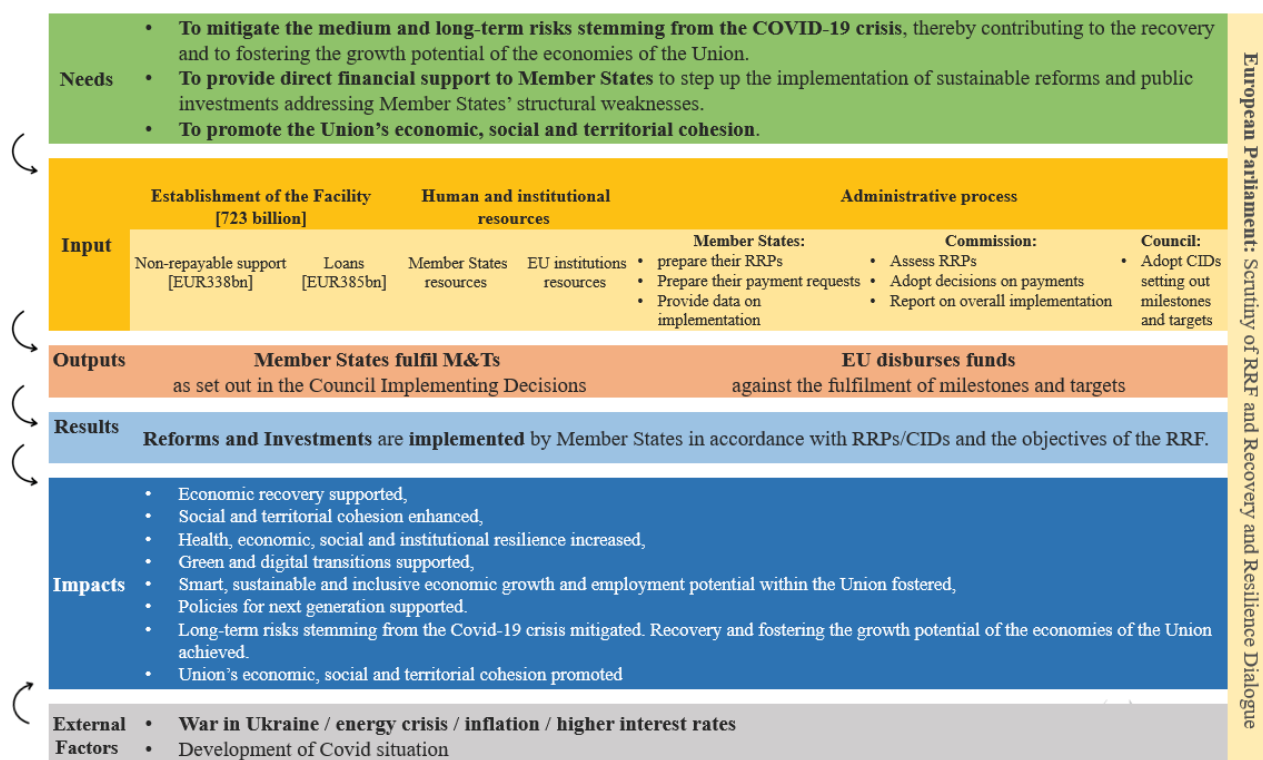 Needs
• To mitigate the medium and long-term risks stemming from the COVID-19 crisis, thereby contributing to the recovery
and to fostering the growth potential of the economies of the Union.
• To provide direct financial support to Member States to step up the implementation of sustainable reforms and public
investments addressing Member States' structural weaknesses.
• To promote the Union's economic, social and territorial cohesion.
Input
Establishment of the Facility
[723 billion]
Human and institutional
resources
Administrative process
Non-repayable support
[EUR338bn]
Loans
[EUR385bn]
Member States
resources
EU institutions
resources
Member States:
• prepare their RRPs
• Prepare their payment requests
• Provide data on
implementation
Commission:
• Assess RRPs
• Adopt decisions on payments
• Report on overall implementation
Council:
• Adopt CIDs
setting out
milestones
and targets
Outputs
Member States fulfil M&Ts
as set out in the Council Implementing Decisions
EU disburses funds
against the fulfilment of milestones and targets
Results
Reforms and Investments are implemented by Member States in accordance with RRPs/CIDs and the objectives of the RRF.
Impacts
• Economic recovery supported,
• Social and territorial cohesion enhanced,
• Health, economic, social and institutional resilience increased,
• Green and digital transitions supported,
• Smart, sustainable and inclusive economic growth and employment potential within the Union fostered,
• Policies for next generation supported.
• Long-term risks stemming from the Covid-19 crisis mitigated. Recovery and fostering the growth potential of the economies of the Union
achieved.
• Union's economic, social and territorial cohesion promoted
External
Factors
• War in Ukraine / energy crisis / inflation / higher interest rates
• Development of Covid situation
European Parliament: Scrutiny of RRF and Recovery and Resilience Dialogue